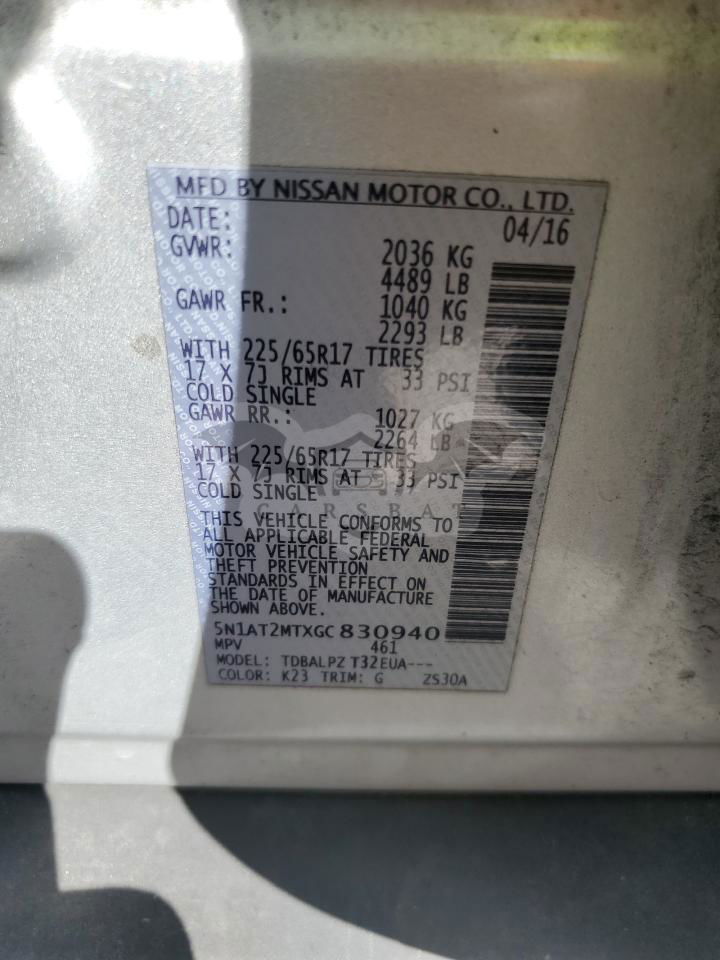 MFD BY NISSAN MOTOR CO., LTD.
DATE: 04/16
GVWR: 2036 KG
4489 LB
GAWR FR.: 1040 KG
2293 LB
WITH 225/65R17 TIRES
17 X 7J RIMS AT 33 PSI
COLD SINGLE
GAWR RR.: 1027 KG
2264 LB
WITH 225/65R17 TIRES
17 X 7J RIMS AT 33 PSI
COLD SINGLE
CARSBAT
THIS VEHICLE CONFORMS TO
ALL APPLICABLE FEDERAL
MOTOR VEHICLE SAFETY AND
THEFT PREVENTION
STANDARDS IN EFFECT ON
THE DATE OF MANUFACTURE
SHOWN ABOVE.
5N1AT2MTXGC830940
MPV 461
MODEL: TDBALPZ T32EUA---
COLOR: K23 TRIM: G ZS30A